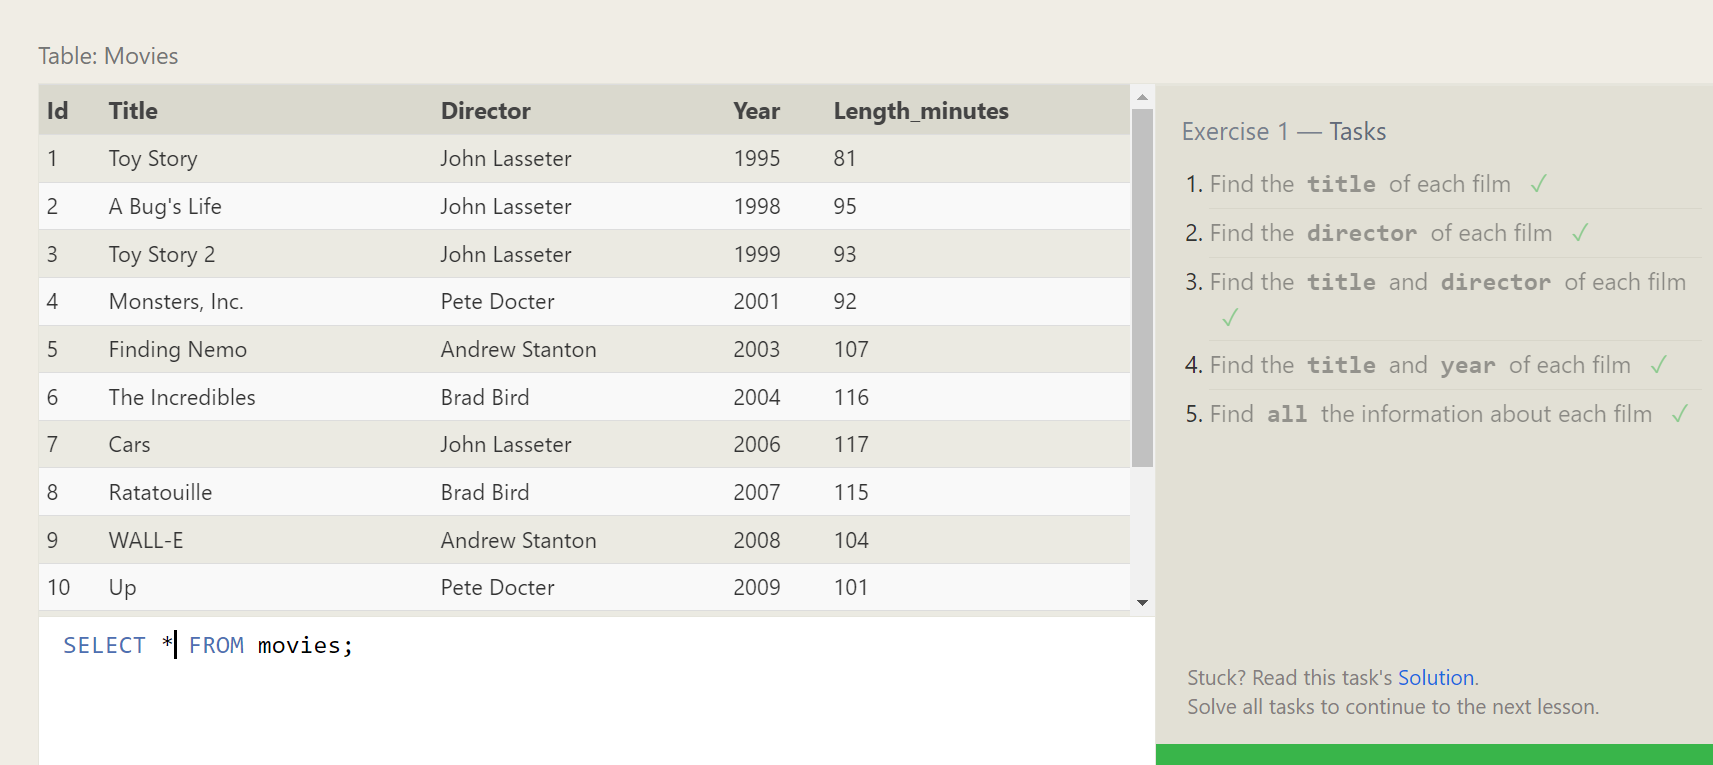 Table: Movies
Id Title Director Year Length_minutes
1 Toy Story John Lasseter 1995 81
2 A Bug's Life John Lasseter 1998 95
3 Toy Story 2 John Lasseter 1999 93
4 Monsters, Inc. Pete Docter 2001 92
5 Finding Nemo Andrew Stanton 2003 107
6 The Incredibles Brad Bird 2004 116
7 Cars John Lasseter 2006 117
8 Ratatouille Brad Bird 2007 115
9 WALL-E Andrew Stanton 2008 104
10 Up Pete Docter 2009 101
SELECT * FROM movies;
Exercise 1 — Tasks
1. Find the title of each film ✓
2. Find the director of each film ✓
3. Find the title and director of each film
✓
4. Find the title and year of each film ✓
5. Find all the information about each film ✓
Stuck? Read this task's Solution.
Solve all tasks to continue to the next lesson.